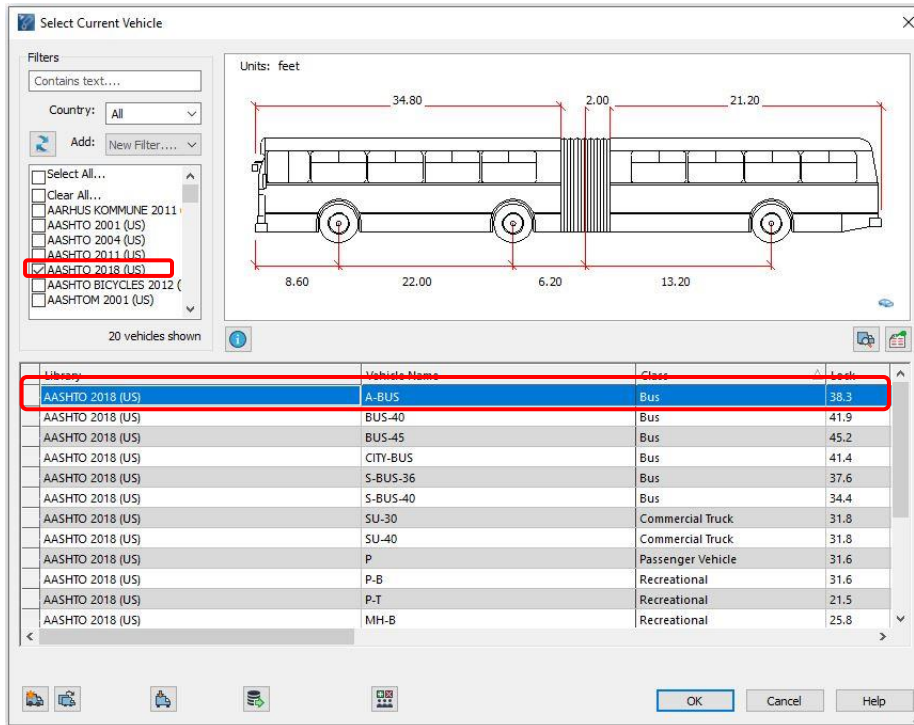 Select Current Vehicle
Filters
Contains text....
Country: All
Add: New Filter....
Select All...
Clear All...
AARHUS KOMMUNE 2011
AASHTO 2001 (US)
AASHTO 2004 (US)
AASHTO 2011 (US)
AASHTO 2018 (US)
AASHTO BICYCLES 2012 (
AASHTOM 2001 (US)
20 vehicles shown
Units: feet
34.80 2.00 21.20
8.60 22.00 6.20 13.20
Library Vehicle Name Class Lock
AASHTO 2018 (US) A-BUS Bus 38.3
AASHTO 2018 (US) BUS-40 Bus 41.9
AASHTO 2018 (US) BUS-45 Bus 45.2
AASHTO 2018 (US) CITY-BUS Bus 41.4
AASHTO 2018 (US) S-BUS-36 Bus 37.6
AASHTO 2018 (US) S-BUS-40 Bus 34.4
AASHTO 2018 (US) SU-30 Commercial Truck 31.8
AASHTO 2018 (US) SU-40 Commercial Truck 31.8
AASHTO 2018 (US) P Passenger Vehicle 31.6
AASHTO 2018 (US) P-B Recreational 31.6
AASHTO 2018 (US) P-T Recreational 21.5
AASHTO 2018 (US) MH-B Recreational 25.8
OK Cancel Help